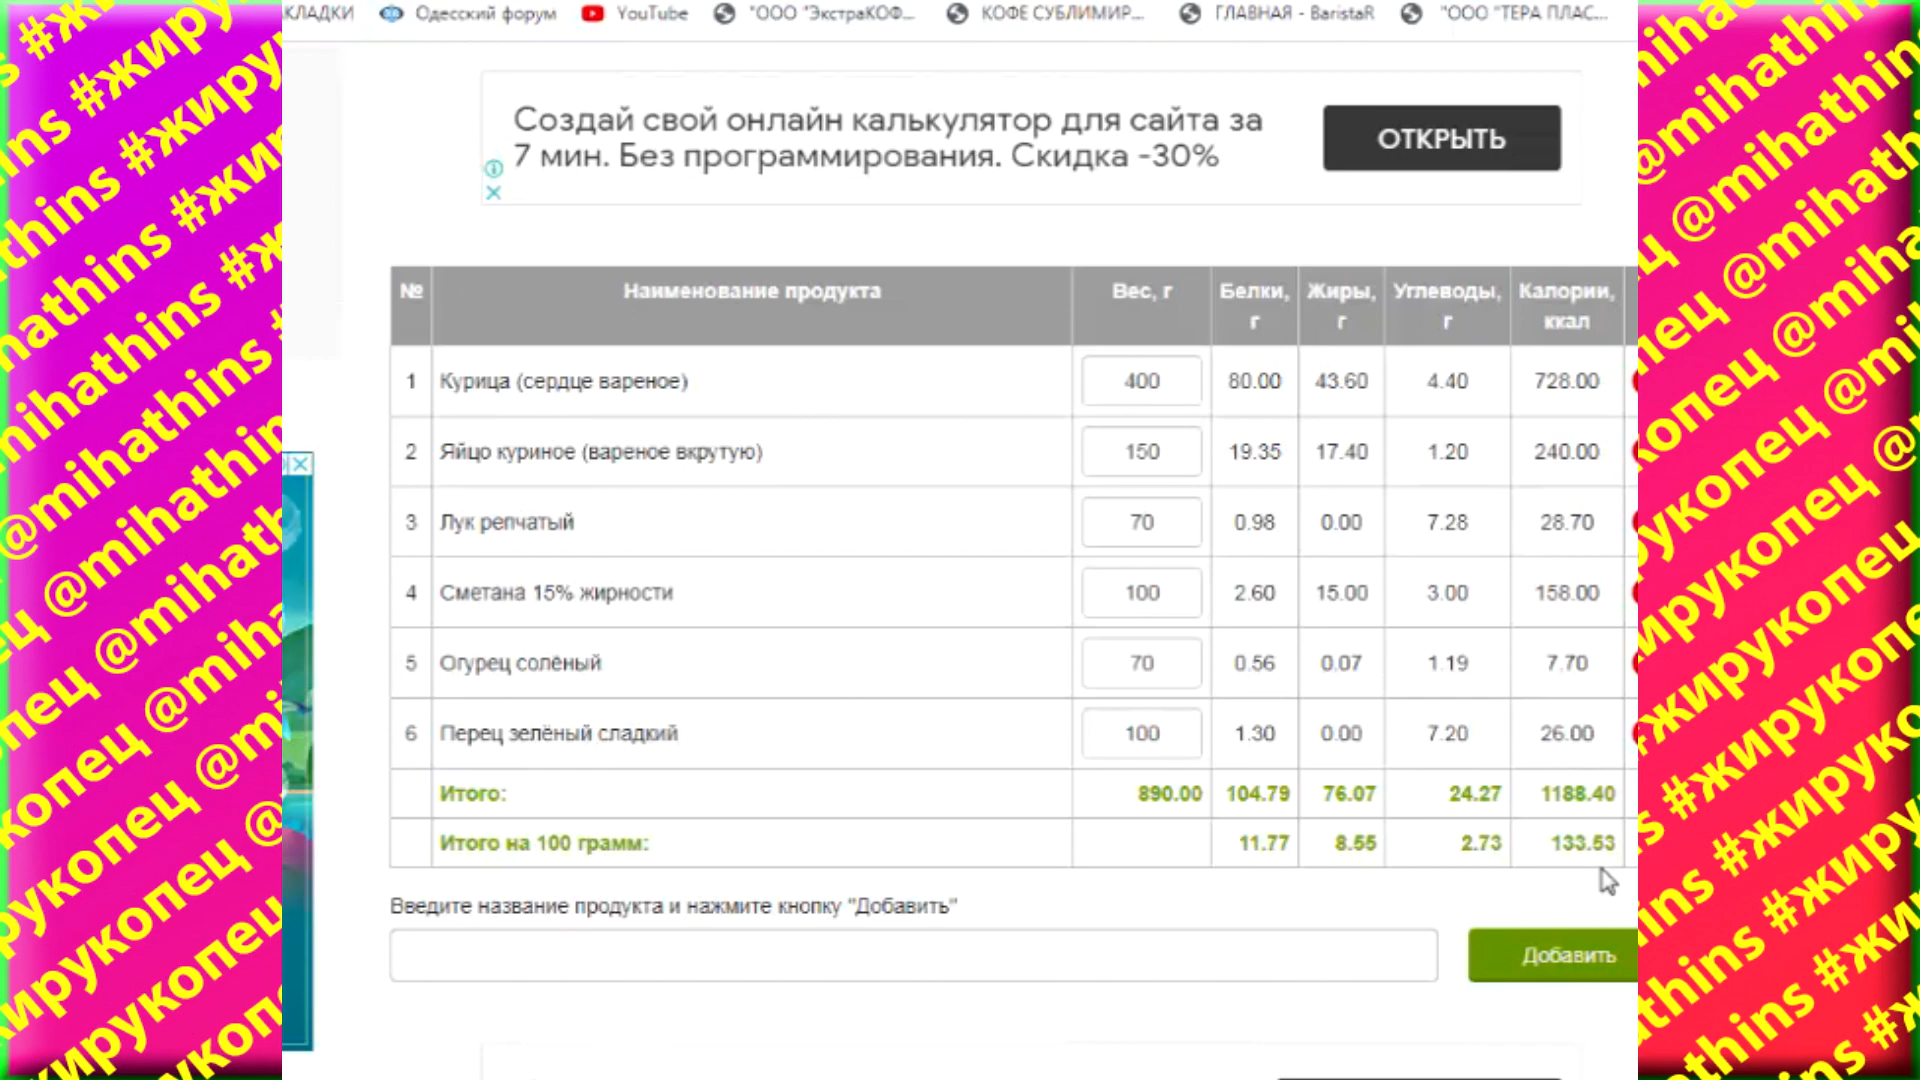 КЛАДКИ Одесский форум YouTube "ООО "ЭкстраКОФ... КОФЕ СУБЛИМИР... ГЛАВНАЯ - BaristaR "ООО "ТЕРА ПЛАС...
Создай свой онлайн калькулятор для сайта за
7 мин. Без программирования. Скидка -30%
ОТКРЫТЬ
№ Наименование продукта Вес, г Белки, г Жиры, г Углеводы, г Калории, ккал
1 Курица (сердце вареное) 400 80.00 43.60 4.40 728.00
2 Яйцо куриное (вареное вкрутую) 150 19.35 17.40 1.20 240.00
3 Лук репчатый 70 0.98 0.00 7.28 28.70
4 Сметана 15% жирности 100 2.60 15.00 3.00 158.00
5 Огурец солёный 70 0.56 0.07 1.19 7.70
6 Перец зелёный сладкий 100 1.30 0.00 7.20 26.00
Итого: 890.00 104.79 76.07 24.27 1188.40
Итого на 100 грамм: 11.77 8.55 2.73 133.53
Введите название продукта и нажмите кнопку "Добавить"
Добавить
@mihathins #жирукопец